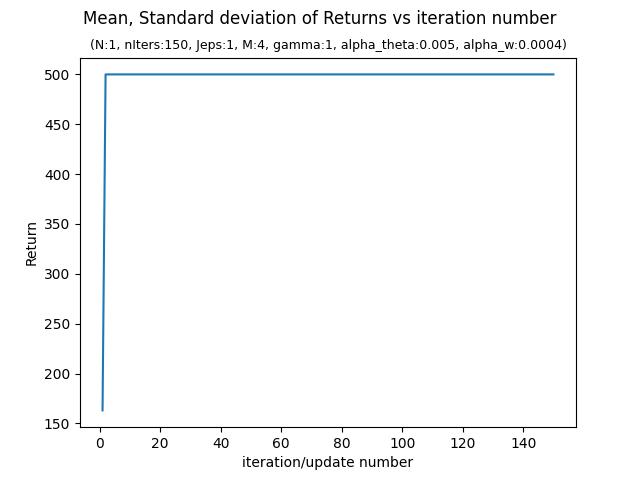 Mean, Standard deviation of Returns vs iteration number
(N:1, nIters:150, Jeps:1, M:4, gamma:1, alpha_theta:0.005, alpha_w:0.0004)
500
450
400
350
300
250
200
150
Return
0 20 40 60 80 100 120 140
iteration/update number